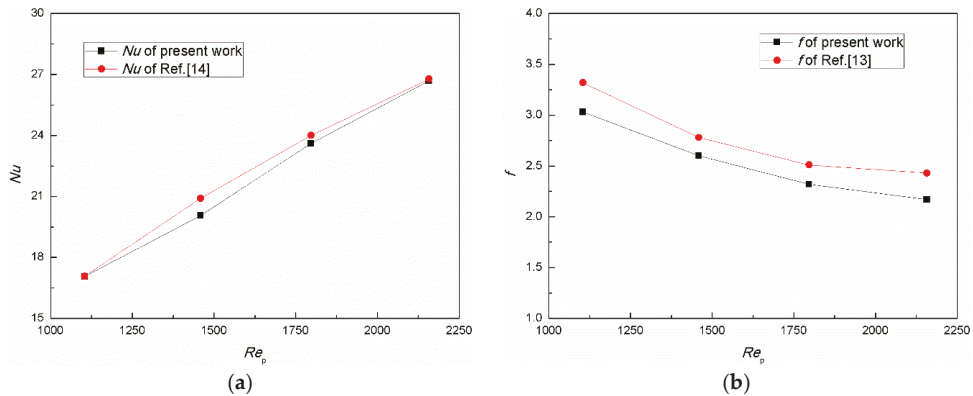 30
27
24
21
18
15
Nu
Nu of present work
Nu of Ref.[14]
1000 1250 1500 1750 2000 2250
Reₚ
(a)
4.0
3.5
3.0
2.5
2.0
1.5
1.0
f
f of present work
f of Ref.[13]
1000 1250 1500 1750 2000 2250
Reₚ
(b)